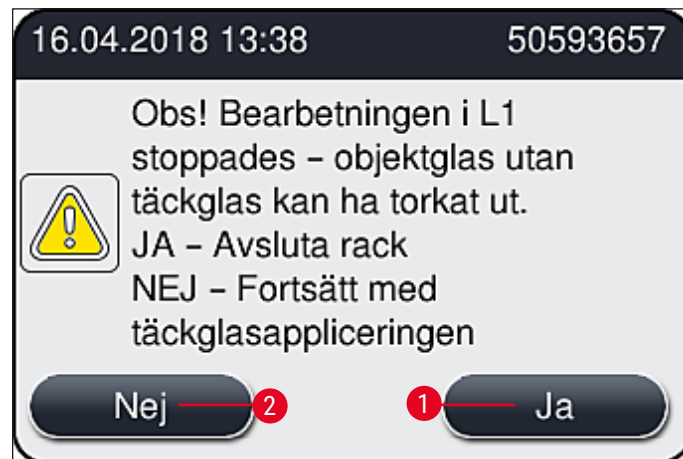 16.04.2018 13:38 50593657
Obs! Bearbetningen i L1
stoppades – objektglas utan
täckglas kan ha torkat ut.
JA – Avsluta rack
NEJ – Fortsätt med
täckglasappliceringen
Nej 2 1 Ja